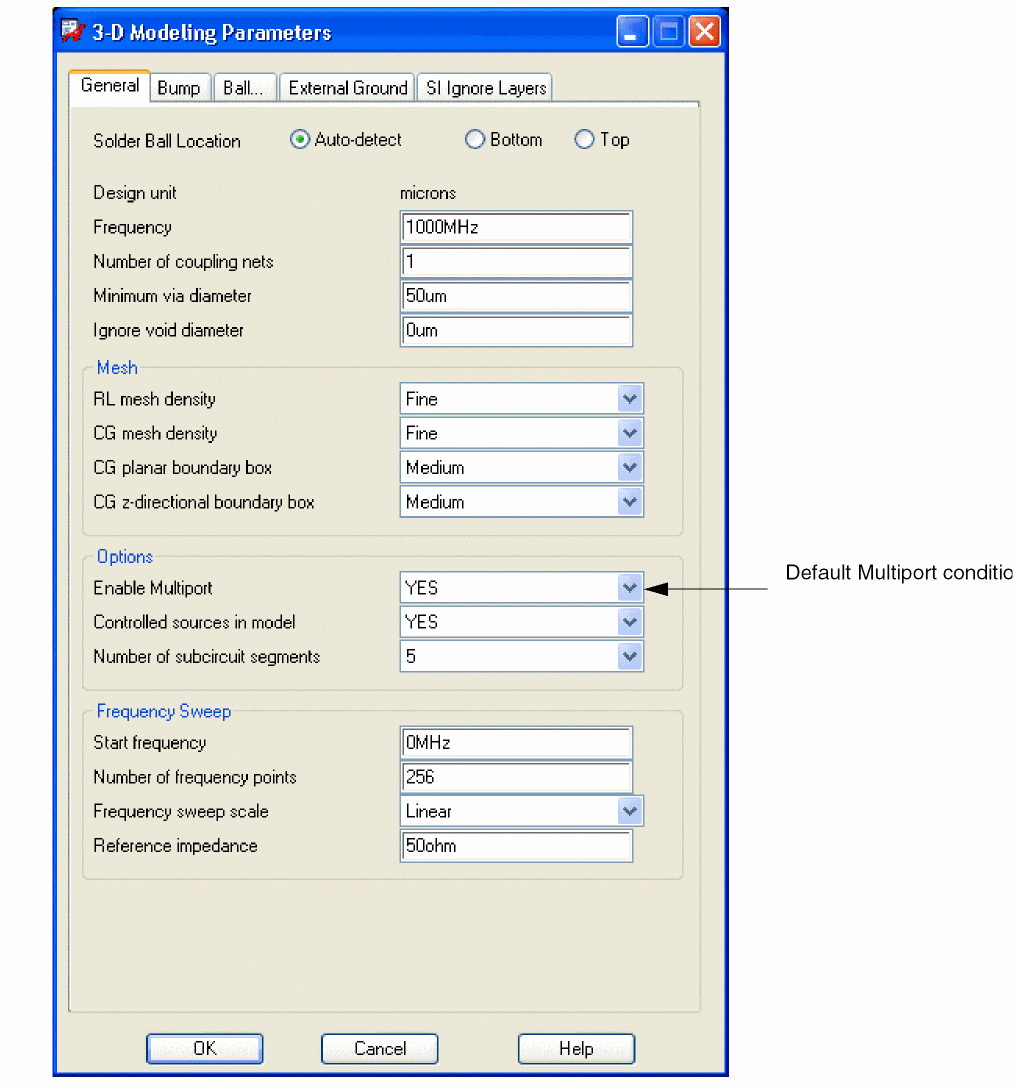 3-D Modeling Parameters
General Bump Ball... External Ground SI Ignore Layers
Solder Ball Location Auto-detect Bottom Top
Design unit microns
Frequency 1000MHz
Number of coupling nets 1
Minimum via diameter 50um
Ignore void diameter 0um
Mesh
RL mesh density Fine
CG mesh density Fine
CG planar boundary box Medium
CG z-directional boundary box Medium
Options
Enable Multiport YES
Default Multiport conditio
Controlled sources in model YES
Number of subcircuit segments 5
Frequency Sweep
Start frequency 0MHz
Number of frequency points 256
Frequency sweep scale Linear
Reference impedance 50ohm
OK Cancel Help